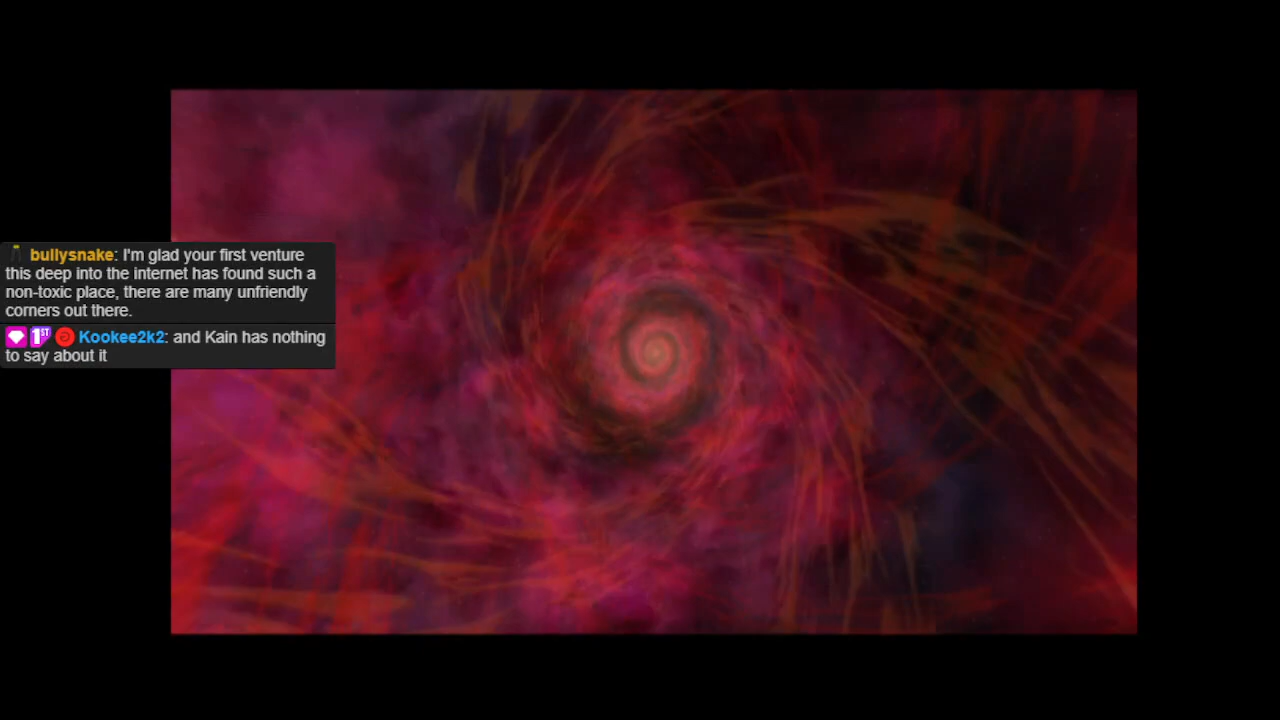 bullysnake: I'm glad your first venture
this deep into the internet has found such a
non-toxic place, there are many unfriendly
corners out there.
1ST Kookee2k2: and Kain has nothing
to say about it